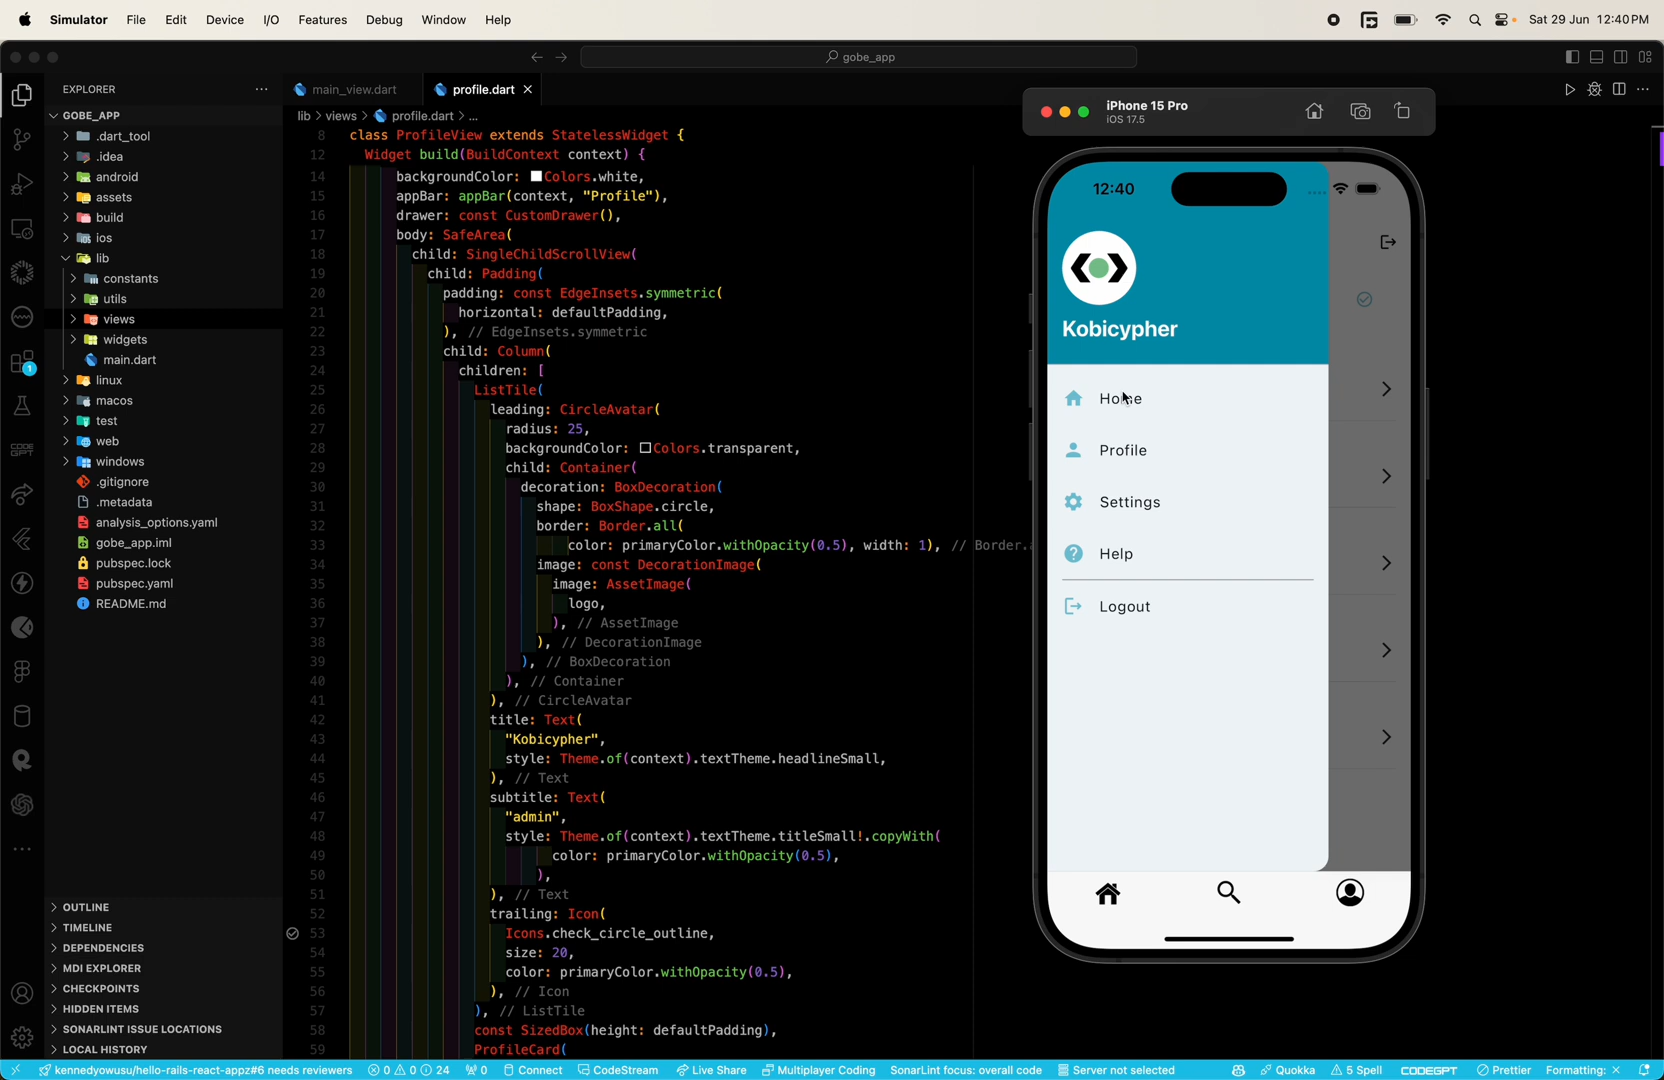 Simulator File Edit Device I/O Features Debug Window Help
Sat 29 Jun 12:40 PM
gobe_app
EXPLORER
main_view.dart
profile.dart
GOBE_APP
.dart_tool
.idea
android
assets
build
ios
lib
constants
utils
views
widgets
main.dart
linux
macos
test
web
windows
.gitignore
.metadata
analysis_options.yaml
gobe_app.iml
pubspec.lock
pubspec.yaml
README.md
OUTLINE
TIMELINE
DEPENDENCIES
MDI EXPLORER
CHECKPOINTS
HIDDEN ITEMS
SONARLINT ISSUE LOCATIONS
LOCAL HISTORY
lib > views > profile.dart > ...
8 class ProfileView extends StatelessWidget {
12 Widget build(BuildContext context) {
14 backgroundColor: Colors.white,
15 appBar: appBar(context, "Profile"),
16 drawer: const CustomDrawer(),
17 body: SafeArea(
18 child: SingleChildScrollView(
19 child: Padding(
20 padding: const EdgeInsets.symmetric(
21 horizontal: defaultPadding,
22 ), // EdgeInsets.symmetric
23 child: Column(
24 children: [
25 ListTile(
26 leading: CircleAvatar(
27 radius: 25,
28 backgroundColor: Colors.transparent,
29 child: Container(
30 decoration: BoxDecoration(
31 shape: BoxShape.circle,
32 border: Border.all(
33 color: primaryColor.withOpacity(0.5), width: 1), // Border.
34 image: const DecorationImage(
35 image: AssetImage(
36 logo,
37 ), // AssetImage
38 ), // DecorationImage
39 ), // BoxDecoration
40 ), // Container
41 ), // CircleAvatar
42 title: Text(
43 "Kobicypher",
44 style: Theme.of(context).textTheme.headlineSmall,
45 ), // Text
46 subtitle: Text(
47 "admin",
48 style: Theme.of(context).textTheme.titleSmall!.copyWith(
49 color: primaryColor.withOpacity(0.5),
50 ),
51 ), // Text
52 trailing: Icon(
53 Icons.check_circle_outline,
54 size: 20,
55 color: primaryColor.withOpacity(0.5),
56 ), // Icon
57 ), // ListTile
58 const SizedBox(height: defaultPadding),
59 ProfileCard(
iPhone 15 Pro
iOS 17.5
12:40
Kobicypher
Home
Profile
Settings
Help
Logout
CODE
GPT
1
kennedyowusu/hello-rails-react-appz#6 needs reviewers 0 0 24 0 Connect CodeStream Live Share Multiplayer Coding SonarLint focus: overall code Server not selected Quokka 5 Spell CODEGPT Prettier Formatting: ×